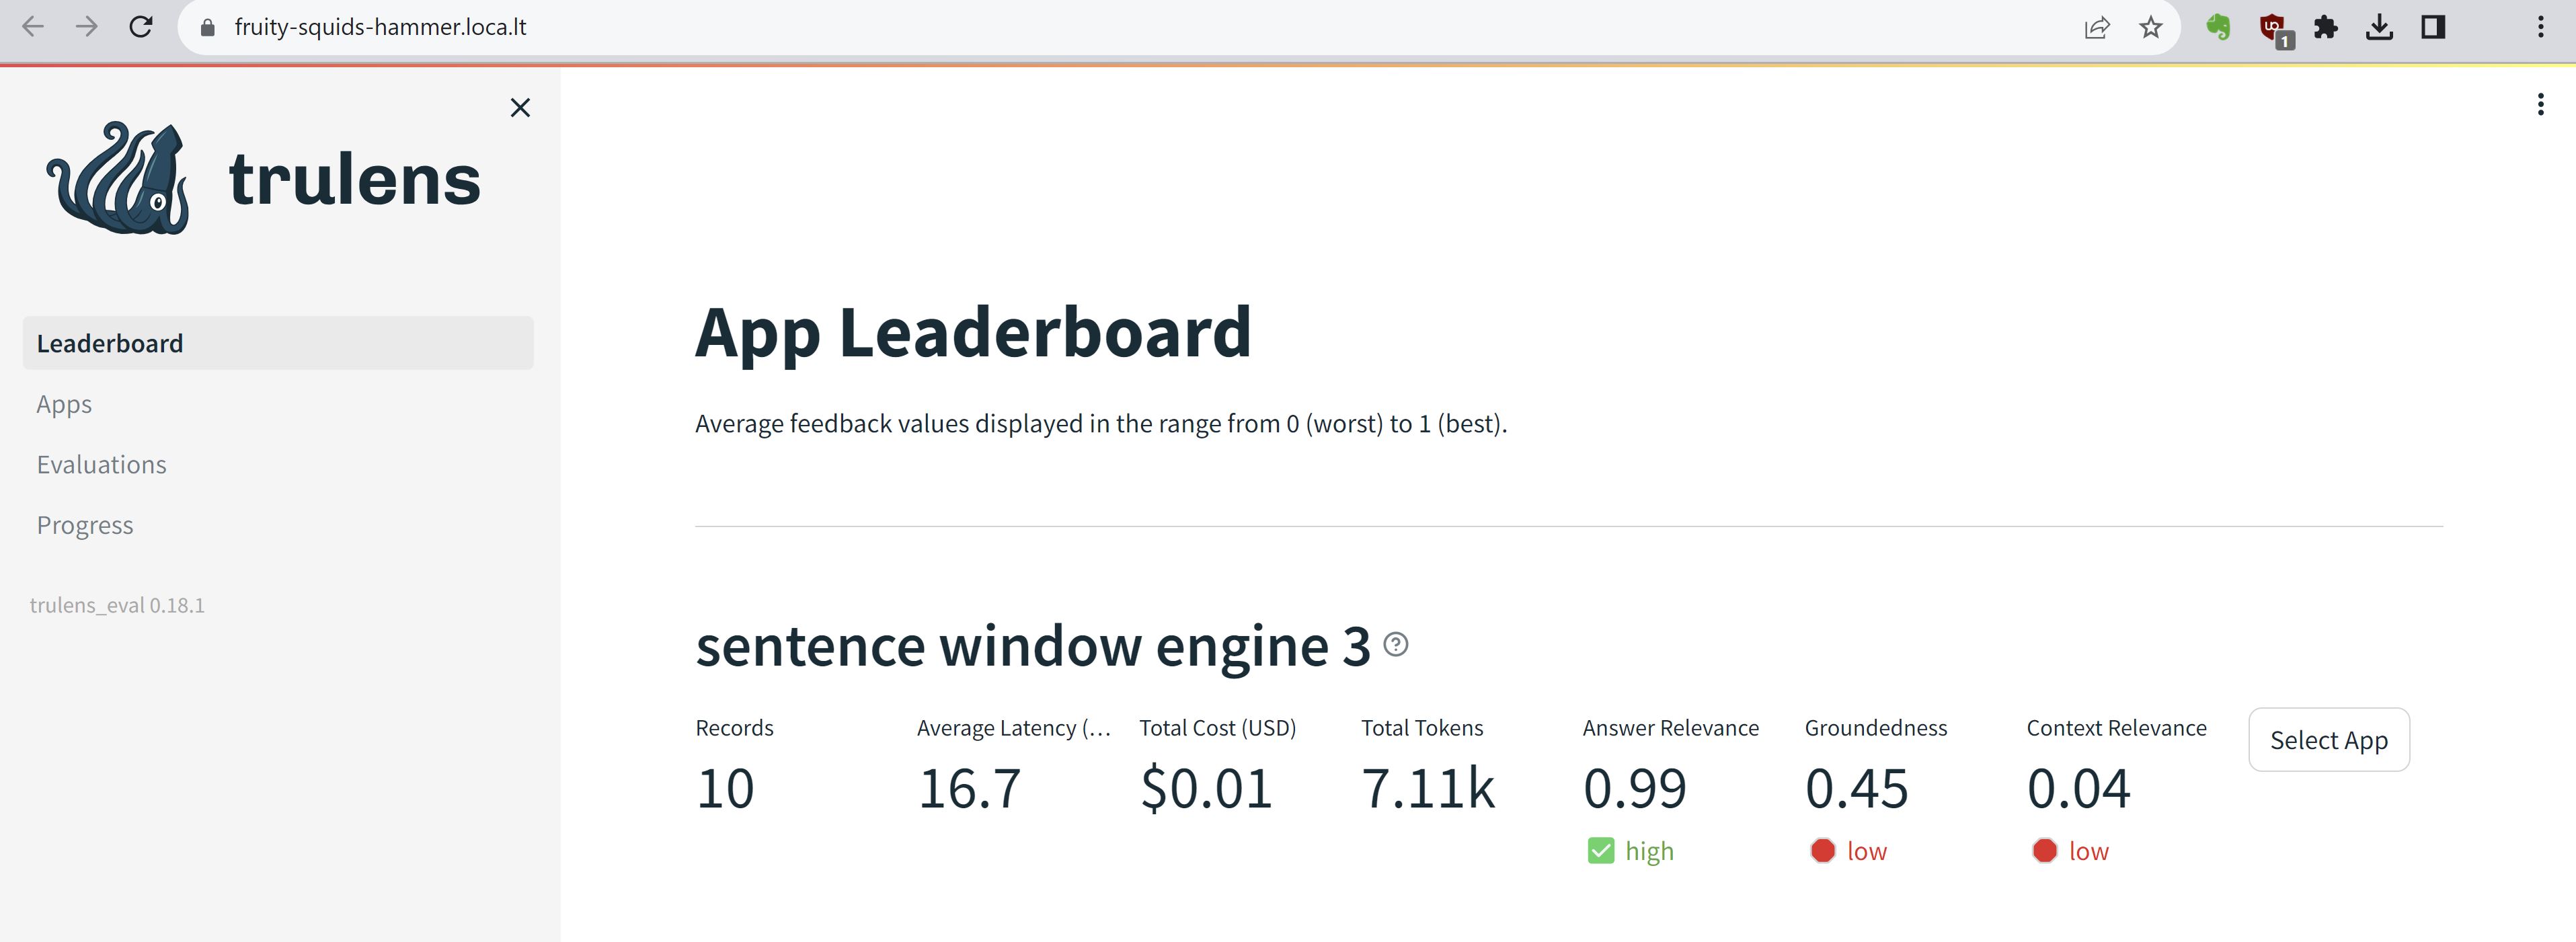 fruity-squids-hammer.loca.lt
1
trulens
Leaderboard
Apps
Evaluations
Progress
trulens_eval 0.18.1
App Leaderboard
Average feedback values displayed in the range from 0 (worst) to 1 (best).
sentence window engine 3
Records
Average Latency (...
Total Cost (USD)
Total Tokens
Answer Relevance
Groundedness
Context Relevance
Select App
10
16.7
$0.01
7.11k
0.99
0.45
0.04
high
low
low